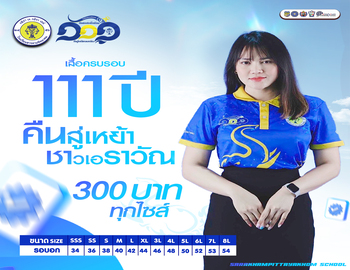 ๑๑๑
เสื้อครบรอบ
111 ปี
คืนสู่เหย้า
ชาวเอราวัณ
300 บาท
ทุกไซส์
ขนาด SIZE SSS SS S M L XL 3L 4L 5L 6L 7L 8L
รอบอก 34 36 38 40 42 44 46 48 50 52 53 54